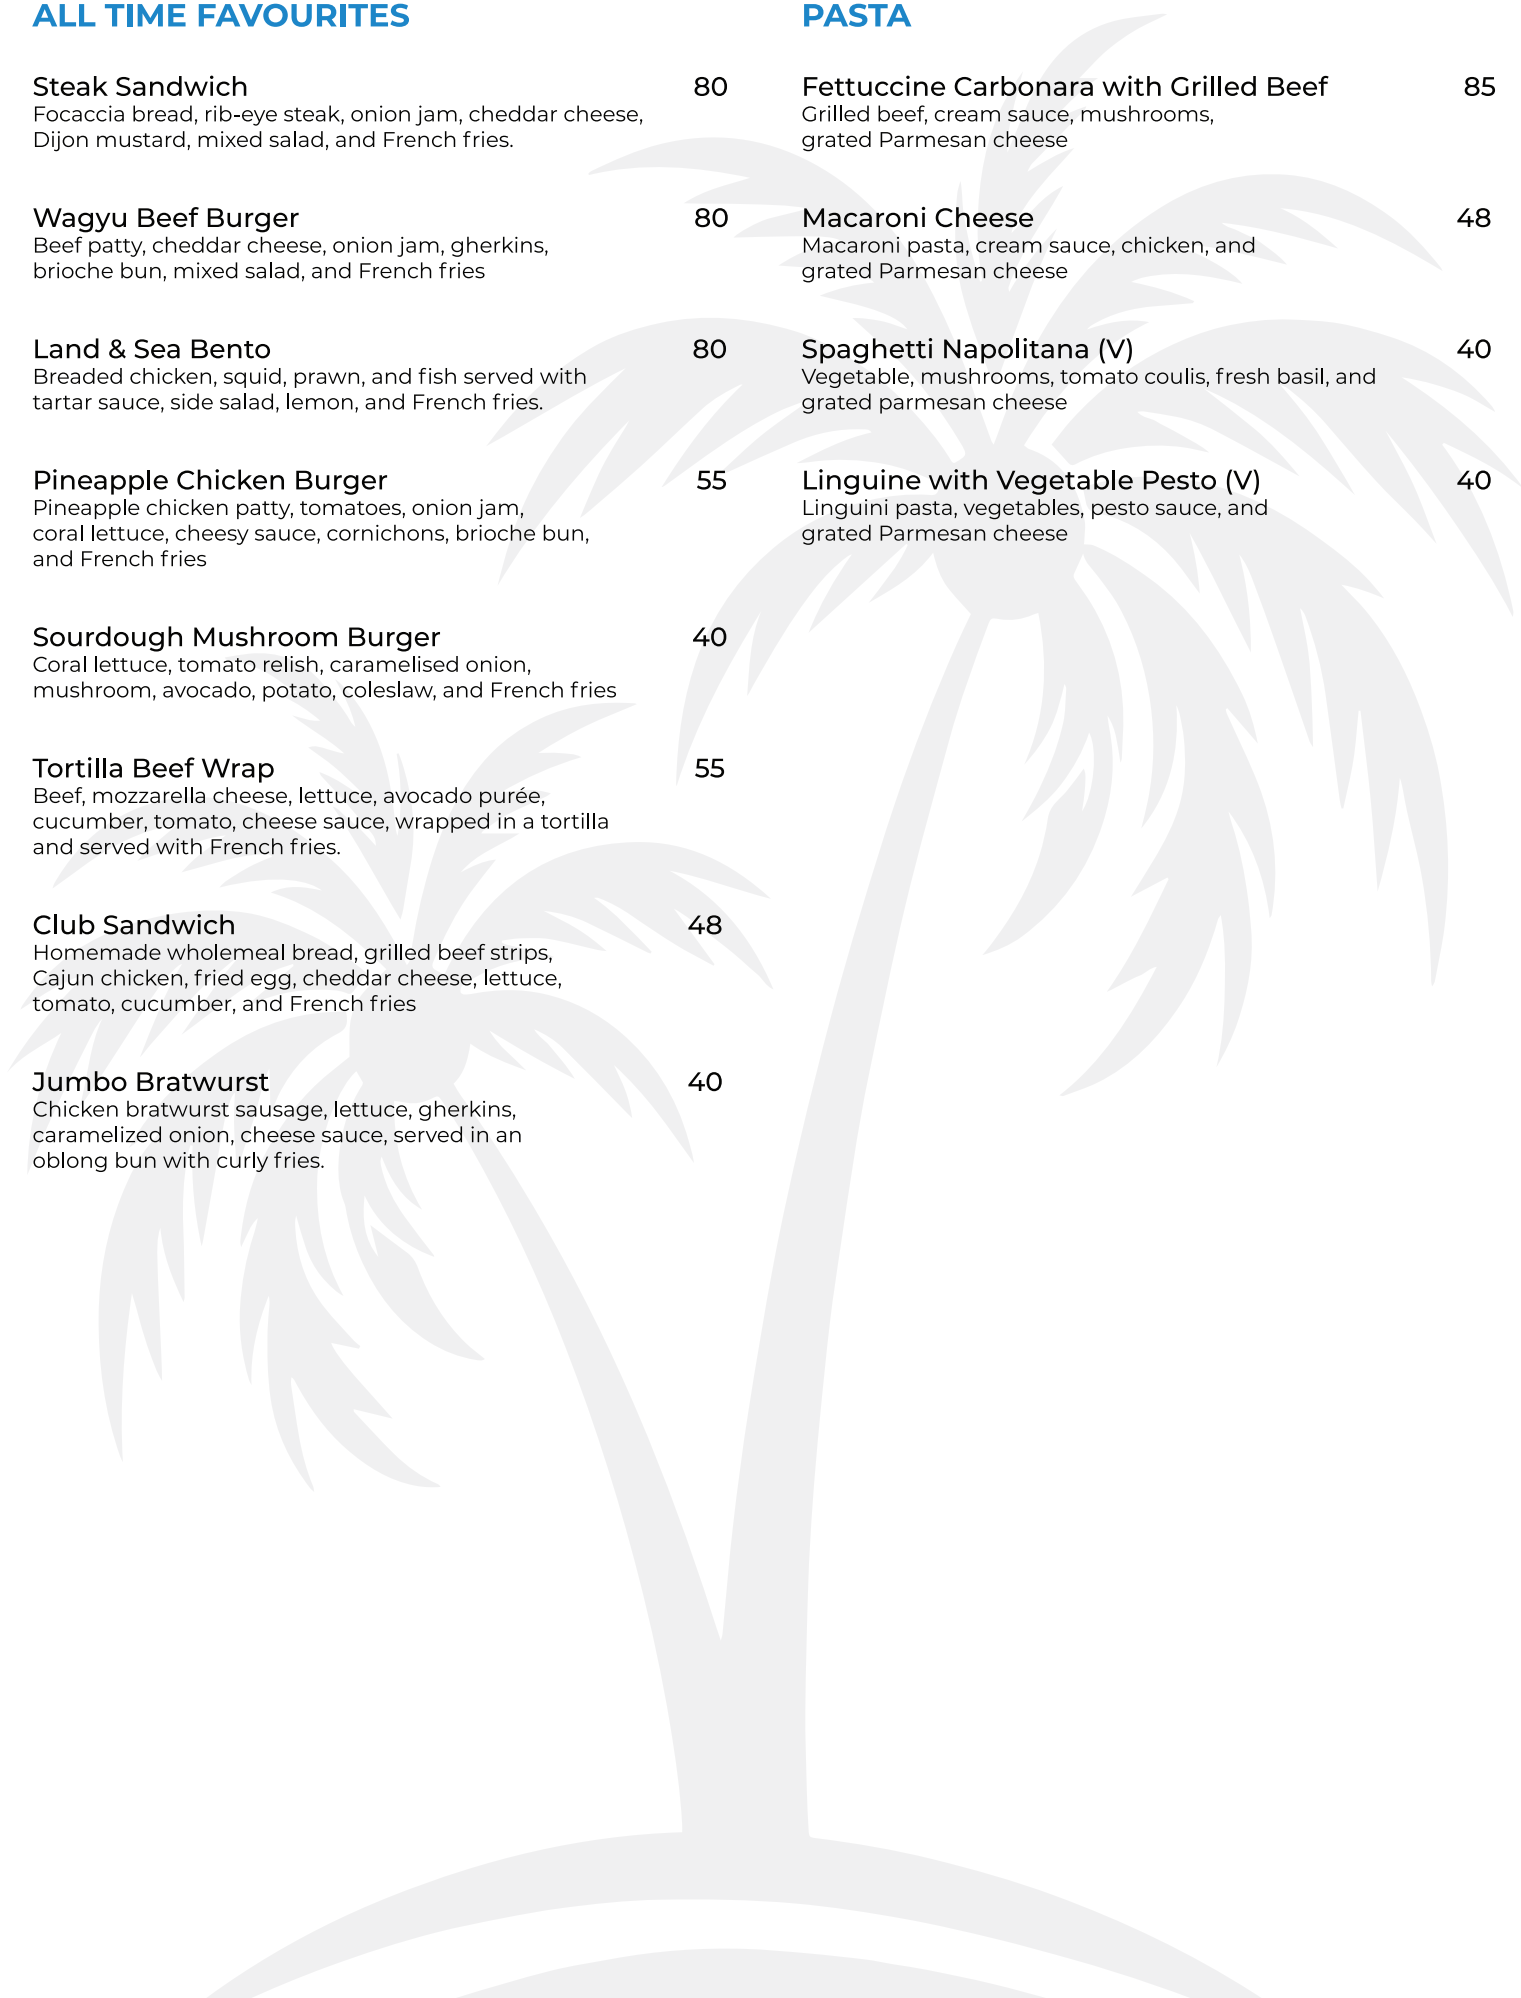 ALL TIME FAVOURITES
Steak Sandwich 80
Focaccia bread, rib-eye steak, onion jam, cheddar cheese,
Dijon mustard, mixed salad, and French fries.
Wagyu Beef Burger 80
Beef patty, cheddar cheese, onion jam, gherkins,
brioche bun, mixed salad, and French fries
Land & Sea Bento 80
Breaded chicken, squid, prawn, and fish served with
tartar sauce, side salad, lemon, and French fries.
Pineapple Chicken Burger 55
Pineapple chicken patty, tomatoes, onion jam,
coral lettuce, cheesy sauce, cornichons, brioche bun,
and French fries
Sourdough Mushroom Burger 40
Coral lettuce, tomato relish, caramelised onion,
mushroom, avocado, potato, coleslaw, and French fries
Tortilla Beef Wrap 55
Beef, mozzarella cheese, lettuce, avocado purée,
cucumber, tomato, cheese sauce, wrapped in a tortilla
and served with French fries.
Club Sandwich 48
Homemade wholemeal bread, grilled beef strips,
Cajun chicken, fried egg, cheddar cheese, lettuce,
tomato, cucumber, and French fries
Jumbo Bratwurst 40
Chicken bratwurst sausage, lettuce, gherkins,
caramelized onion, cheese sauce, served in an
oblong bun with curly fries.
PASTA
Fettuccine Carbonara with Grilled Beef 85
Grilled beef, cream sauce, mushrooms,
grated Parmesan cheese
Macaroni Cheese 48
Macaroni pasta, cream sauce, chicken, and
grated Parmesan cheese
Spaghetti Napolitana (V) 40
Vegetable, mushrooms, tomato coulis, fresh basil, and
grated parmesan cheese
Linguine with Vegetable Pesto (V) 40
Linguini pasta, vegetables, pesto sauce, and
grated Parmesan cheese